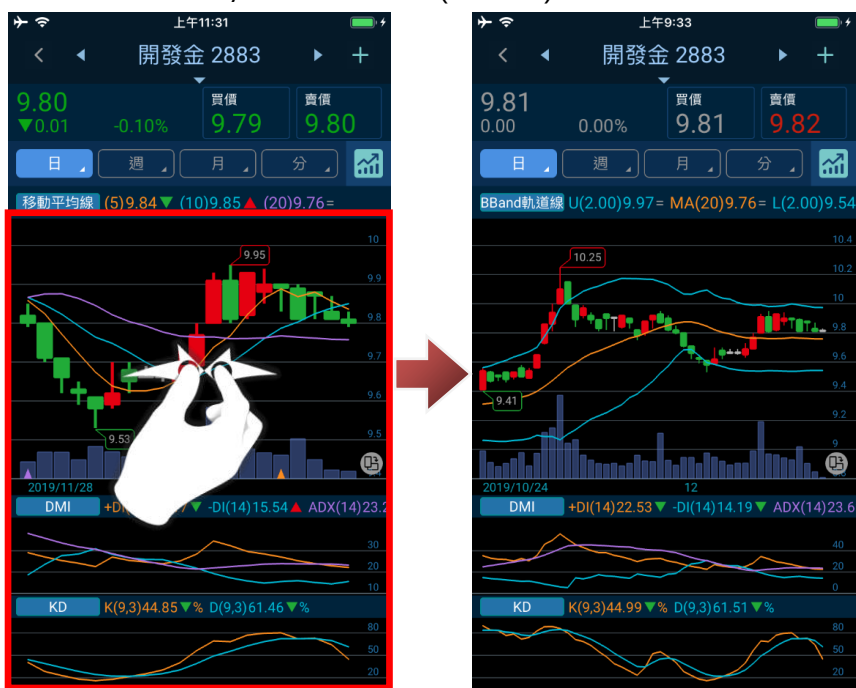 上午11:31
開發金 2883
9.80
▼0.01 -0.10%
買價
9.79
賣價
9.80
日 週 月 分
移動平均線 (5)9.84▼ (10)9.85▲ (20)9.76=
10
9.95
9.9
9.8
9.7
9.6
9.53
9.5
2019/11/28
DMI -DI(14)15.54▲ ADX(14)23.2
30
20
10
KD K(9,3)44.85▼% D(9,3)61.46▼%
80
50
20
上午9:33
開發金 2883
9.81
0.00 0.00%
買價
9.81
賣價
9.82
日 週 月 分
BBand軌道線 U(2.00)9.97= MA(20)9.76= L(2.00)9.54
10.4
10.25
10.2
10
9.8
9.6
9.4
9.41
9.2
9
2019/10/24 12
DMI +DI(14)22.53▼ -DI(14)14.19▼ ADX(14)23.6
40
20
0
KD K(9,3)44.99▼% D(9,3)61.51▼%
80
50
20